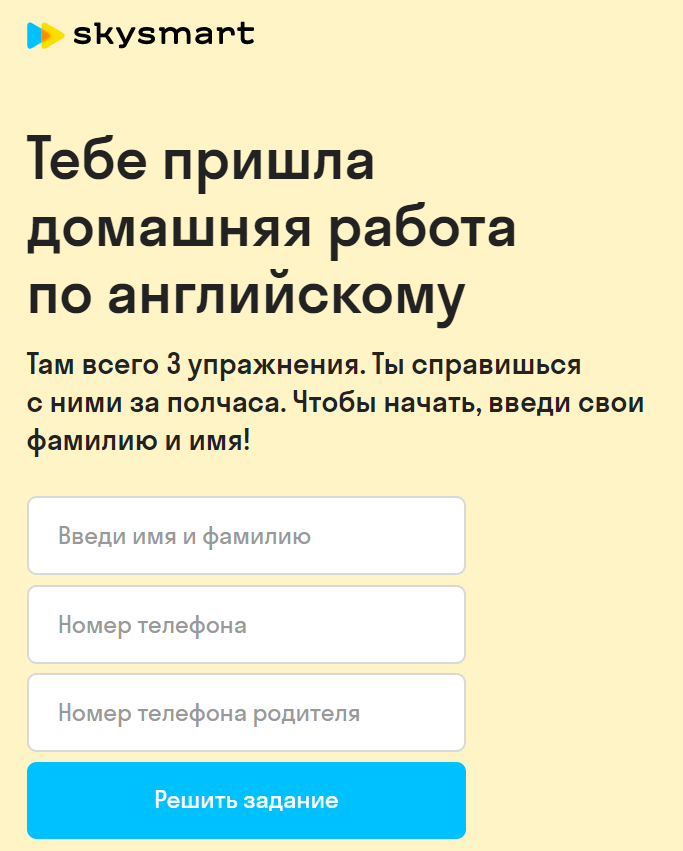 skysmart
Тебе пришла
домашняя работа
по английскому
Там всего 3 упражнения. Ты справишься
с ними за полчаса. Чтобы начать, введи свои
фамилию и имя!
Введи имя и фамилию
Номер телефона
Номер телефона родителя
Решить задание